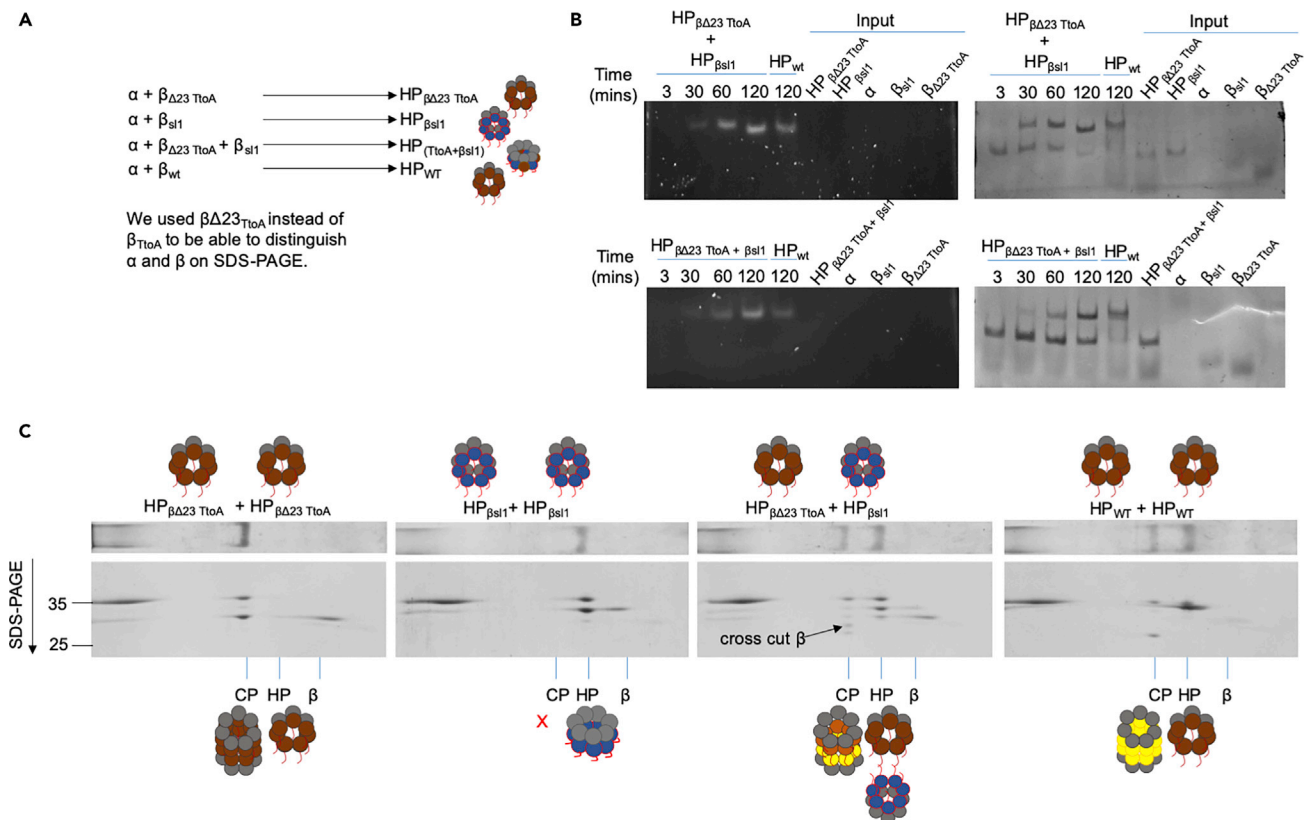 A
α + βΔ23 TtoA HPβΔ23 TtoA
α + βsl1 HPβsl1
α + βΔ23 TtoA + βsl1 HP(TtoA+βsl1)
α + βwt HPWT
We used βΔ23TtoA instead of
βTtoA to be able to distinguish
α and β on SDS-PAGE.
B
HPβΔ23 TtoA
+
HPβsl1 HPwt
Input
HPβΔ23 TtoA HPβsl1 α βsl1 βΔ23 TtoA
Time
(mins)
3 30 60 120 120
HPβΔ23 TtoA
+
HPβsl1 HPwt
Input
HPβΔ23 TtoA HPβsl1 α βsl1 βΔ23 TtoA
3 30 60 120 120
Time
(mins)
HPβΔ23 TtoA + βsl1 HPwt
3 30 60 120 120
HPβΔ23 TtoA+ βsl1 α βsl1 βΔ23 TtoA
HPβΔ23 TtoA + βsl1 HPwt
3 30 60 120 120
HPβΔ23 TtoA+ βsl1 α βsl1 βΔ23 TtoA
C
HPβΔ23 TtoA + HPβΔ23 TtoA
HPβsl1 + HPβsl1
HPβΔ23 TtoA + HPβsl1
HPWT + HPWT
SDS-PAGE
35
25
cross cut β
CP HP β
CP HP β
X
CP HP β
CP HP β